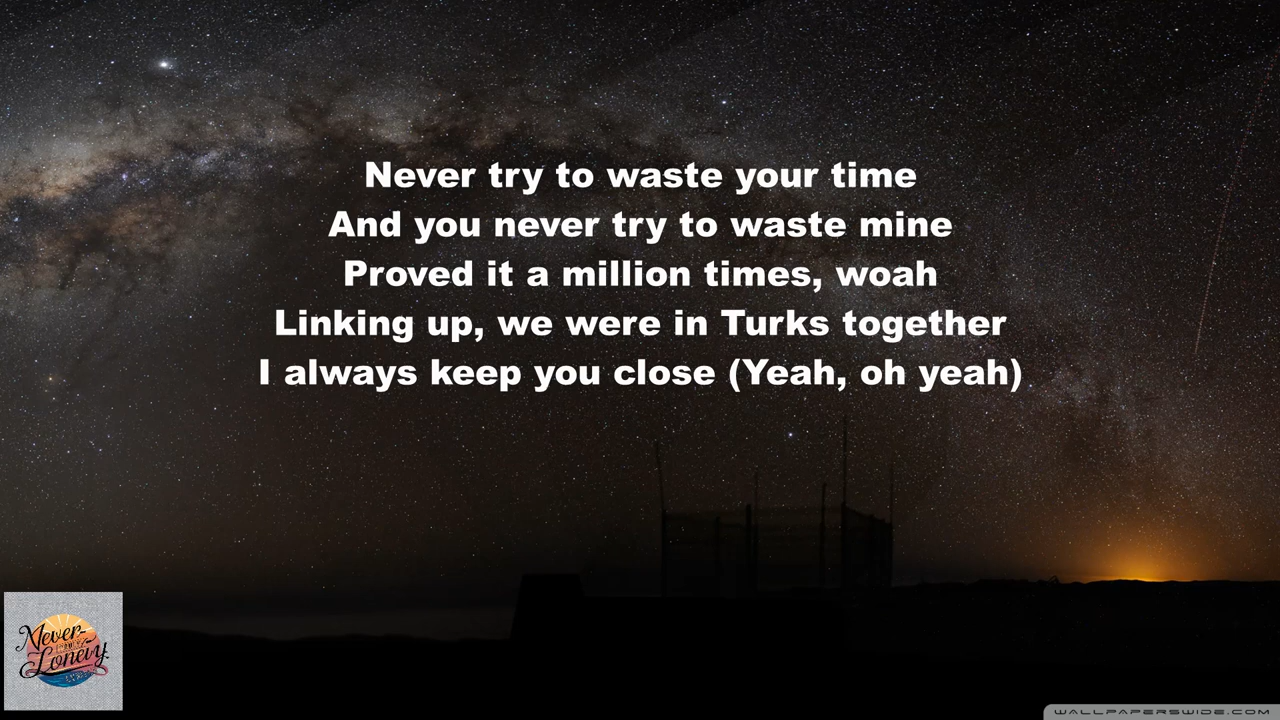 Never try to waste your time
And you never try to waste mine
Proved it a million times, woah
Linking up, we were in Turks together
I always keep you close (Yeah, oh yeah)
Never
Lonely
WALLPAPERSWIDE.COM